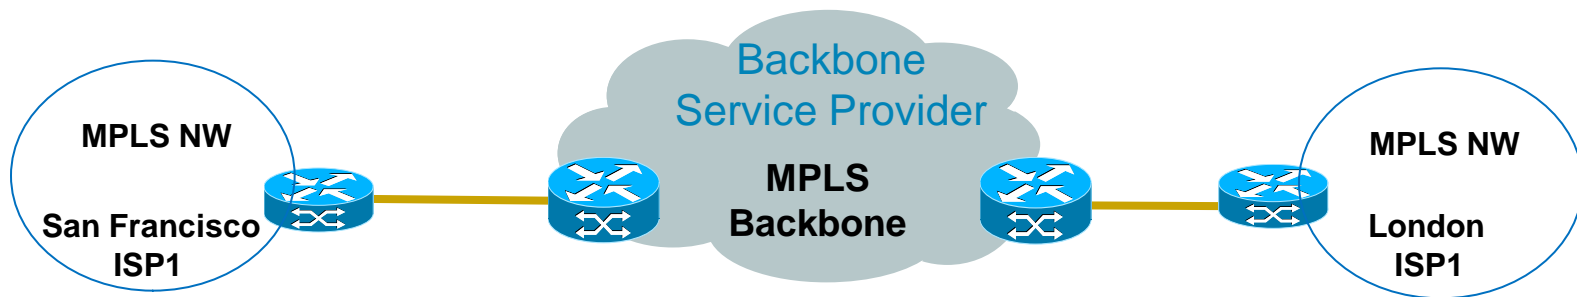 MPLS NW
San Francisco
ISP1
Backbone
Service Provider
MPLS
Backbone
MPLS NW
London
ISP1